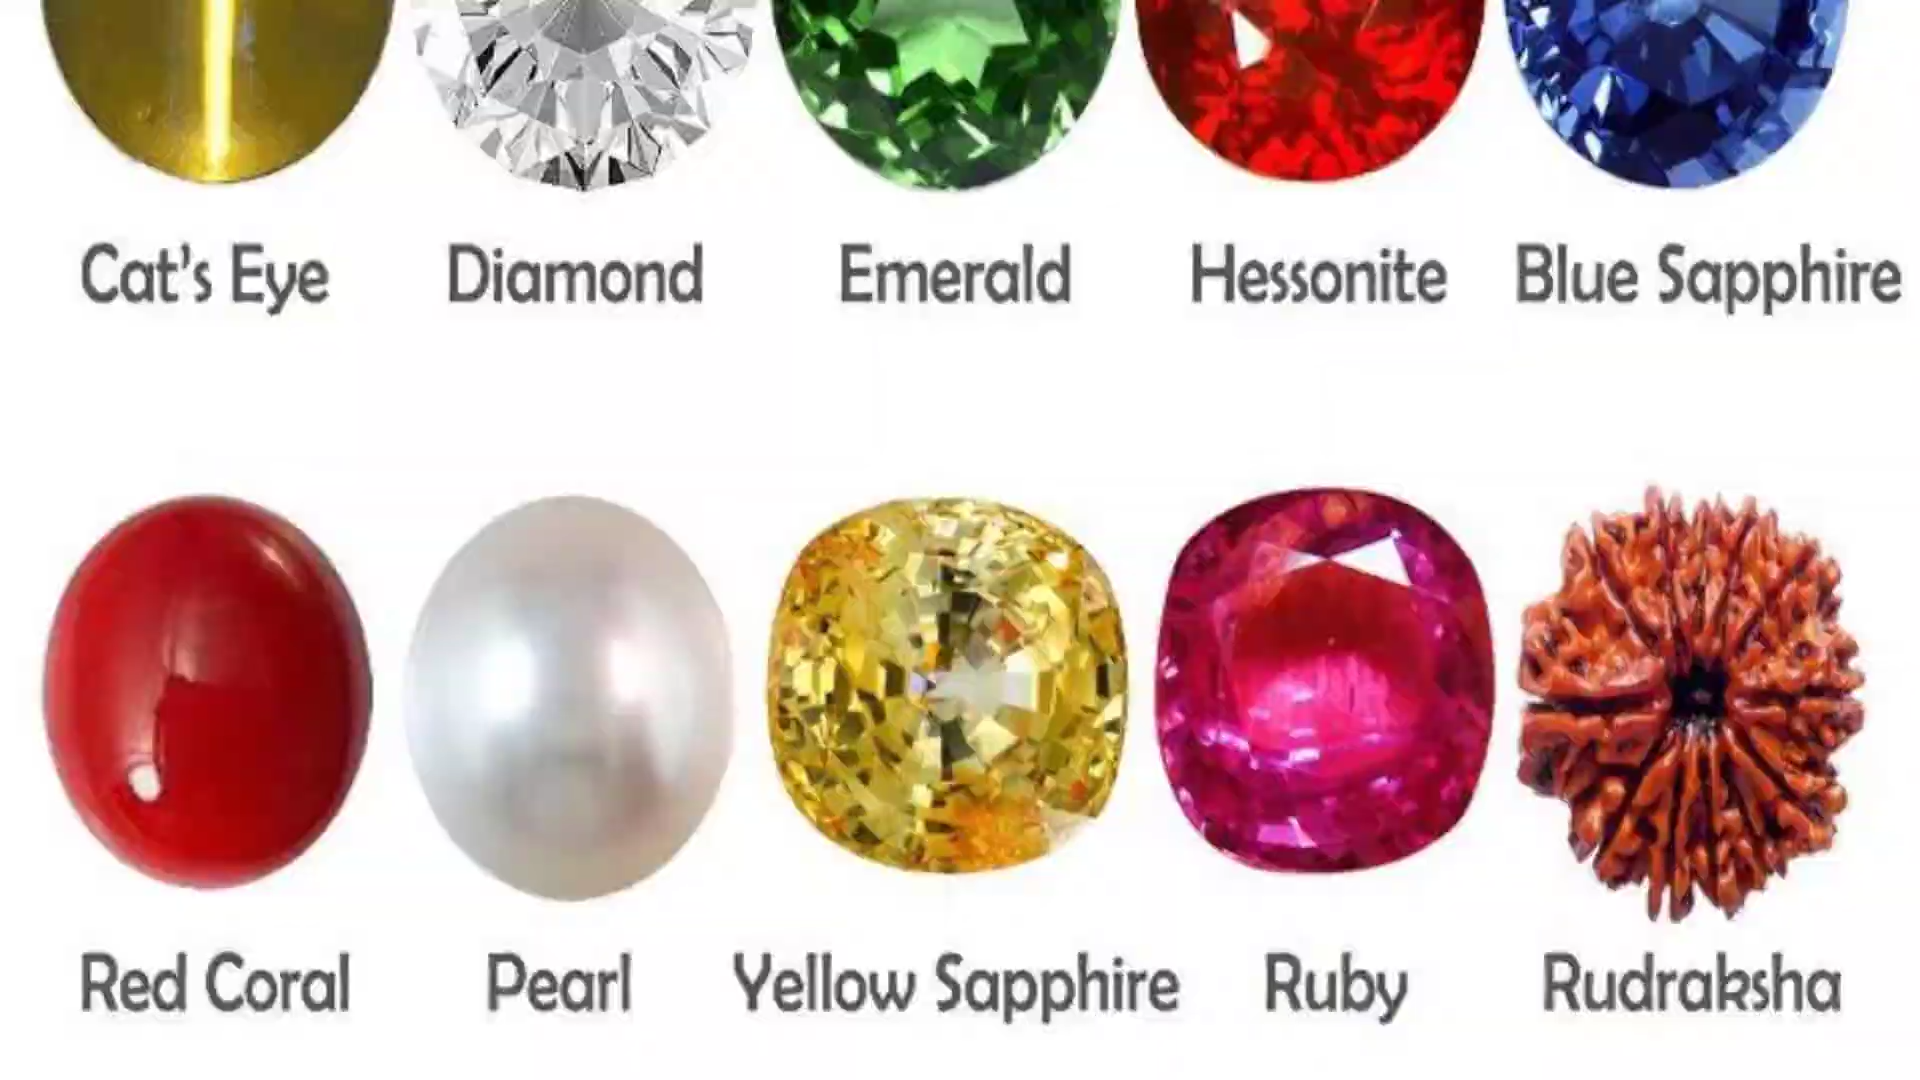 Cat's Eye
Diamond
Emerald
Hessonite
Blue Sapphire
Red Coral
Pearl
Yellow Sapphire
Ruby
Rudraksha